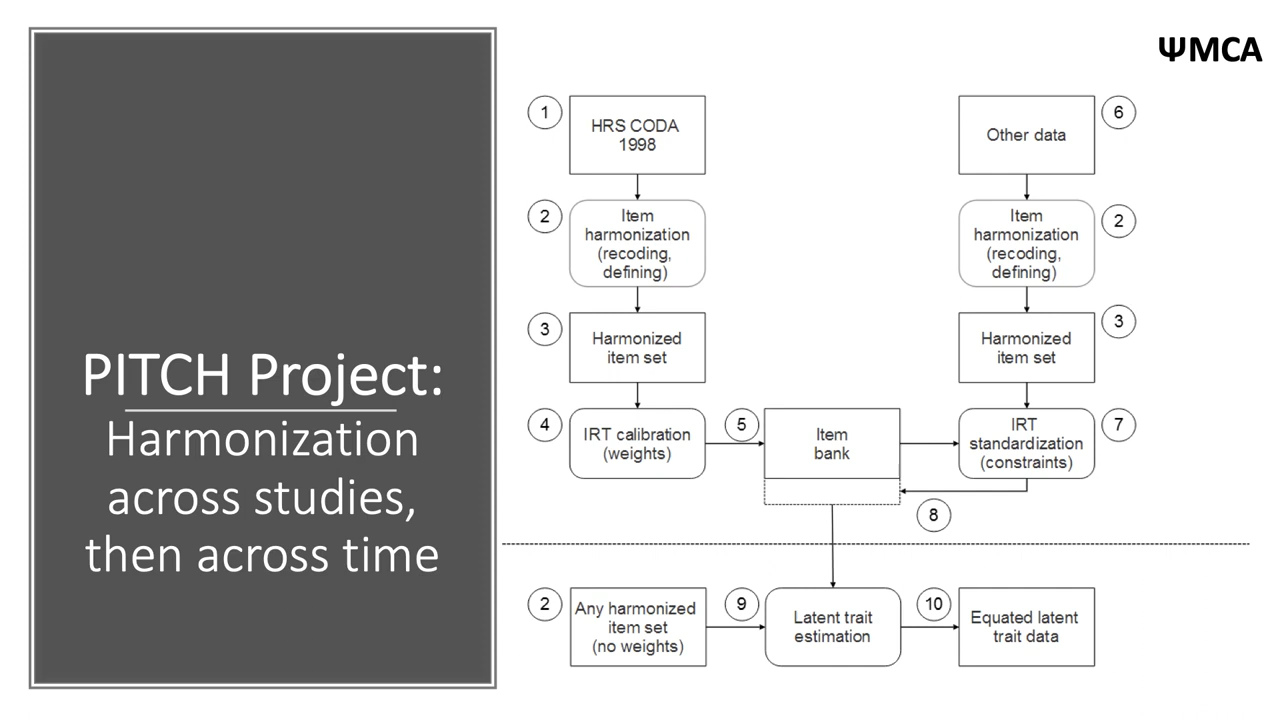 ΨMCA
PITCH Project:
Harmonization
across studies,
then across time
1
HRS CODA
1998
6
Other data
2
Item
harmonization
(recoding,
defining)
2
Item
harmonization
(recoding,
defining)
3
Harmonized
item set
3
Harmonized
item set
4
IRT calibration
(weights)
5
Item
bank
7
IRT
standardization
(constraints)
8
2
Any harmonized
item set
(no weights)
9
Latent trait
estimation
10
Equated latent
trait data